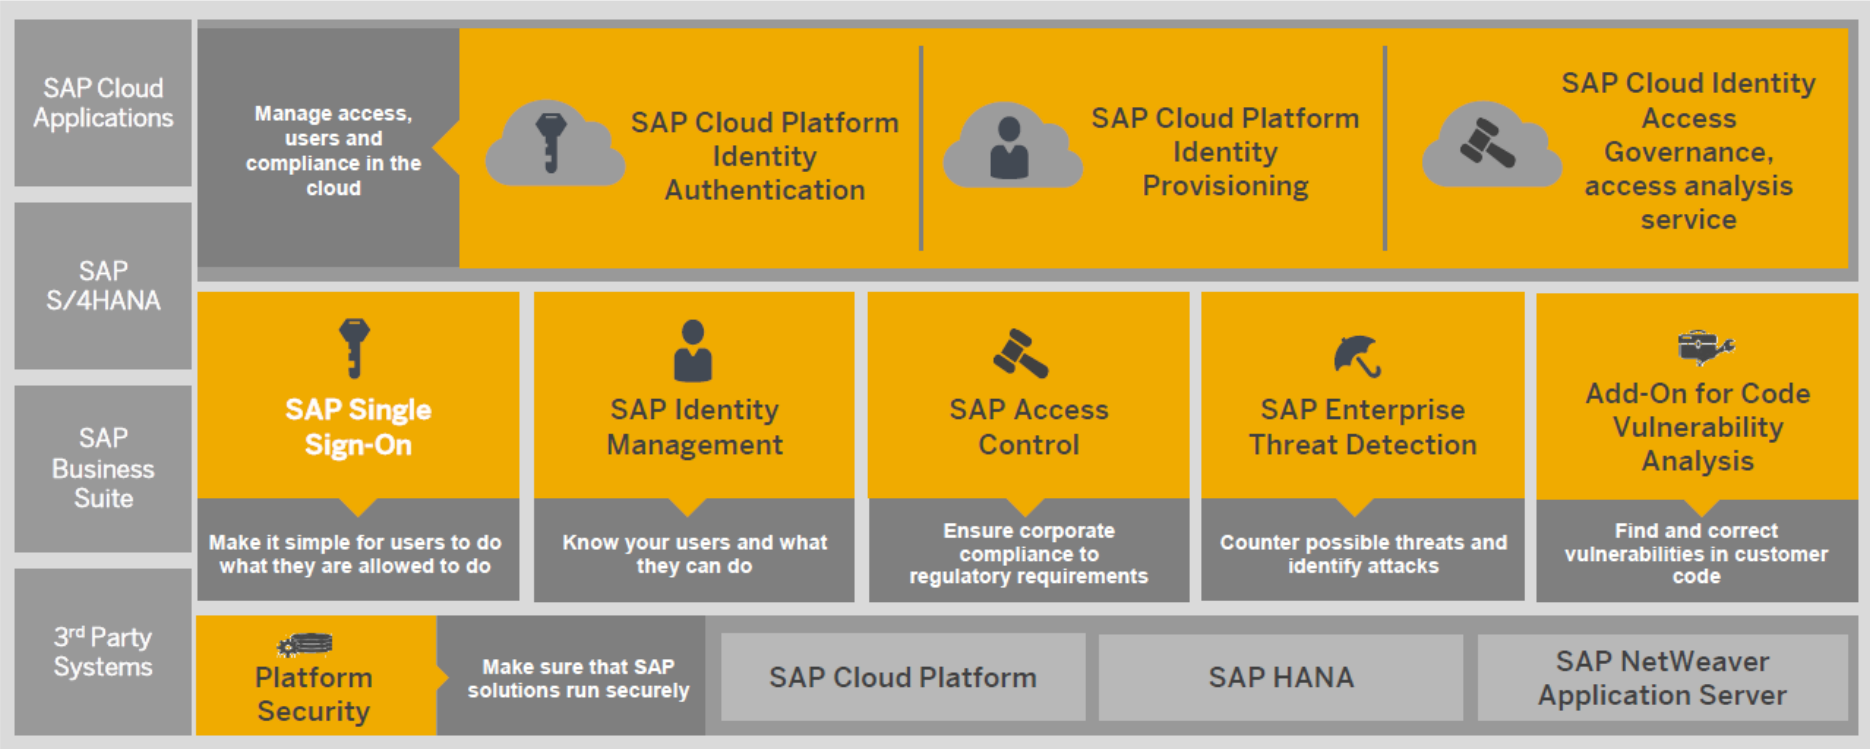 SAP Cloud
Applications
SAP
S/4HANA
SAP
Business
Suite
3rd Party
Systems
Manage access,
users and
compliance in the
cloud
SAP Cloud Platform
Identity
Authentication
SAP Cloud Platform
Identity
Provisioning
SAP Cloud Identity
Access
Governance,
access analysis
service
SAP Single
Sign-On
Make it simple for users to do
what they are allowed to do
SAP Identity
Management
Know your users and what
they can do
SAP Access
Control
Ensure corporate
compliance to
regulatory requirements
SAP Enterprise
Threat Detection
Counter possible threats and
identify attacks
Add-On for Code
Vulnerability
Analysis
Find and correct
vulnerabilities in customer
code
Platform
Security
Make sure that SAP
solutions run securely
SAP Cloud Platform
SAP HANA
SAP NetWeaver
Application Server